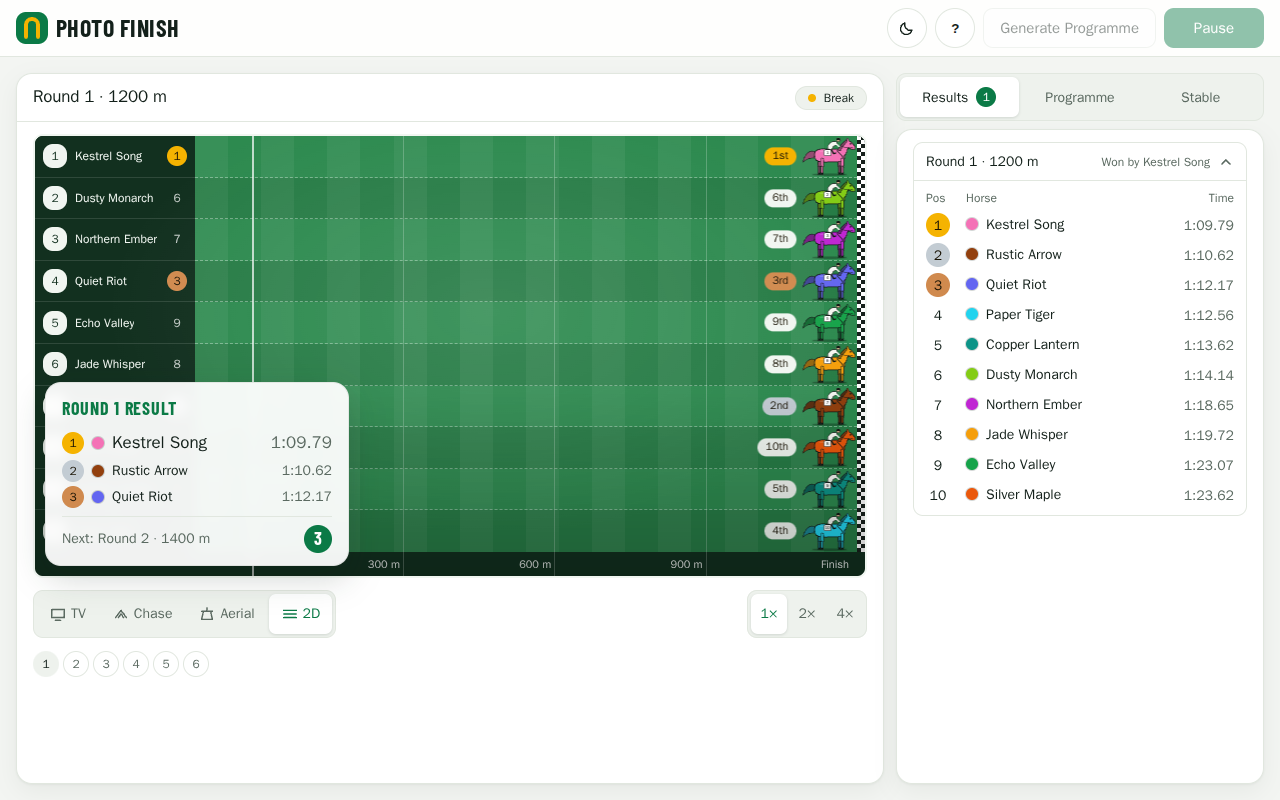 PHOTO FINISH
?
Generate Programme
Pause
Round 1 · 1200 m
Break
Results 1
Programme
Stable
1 Kestrel Song 1 1st
2 Dusty Monarch 6 6th
3 Northern Ember 7 7th
4 Quiet Riot 3 3rd
5 Echo Valley 9 9th
6 Jade Whisper 8 8th
2nd
10th
5th
4th
ROUND 1 RESULT
1 Kestrel Song 1:09.79
2 Rustic Arrow 1:10.62
3 Quiet Riot 1:12.17
Next: Round 2 · 1400 m 3
300 m
600 m
900 m
Finish
TV
Chase
Aerial
2D
1×
2×
4×
1 2 3 4 5 6
Round 1 · 1200 m
Won by Kestrel Song
Pos Horse Time
1 Kestrel Song 1:09.79
2 Rustic Arrow 1:10.62
3 Quiet Riot 1:12.17
4 Paper Tiger 1:12.56
5 Copper Lantern 1:13.62
6 Dusty Monarch 1:14.14
7 Northern Ember 1:18.65
8 Jade Whisper 1:19.72
9 Echo Valley 1:23.07
10 Silver Maple 1:23.62